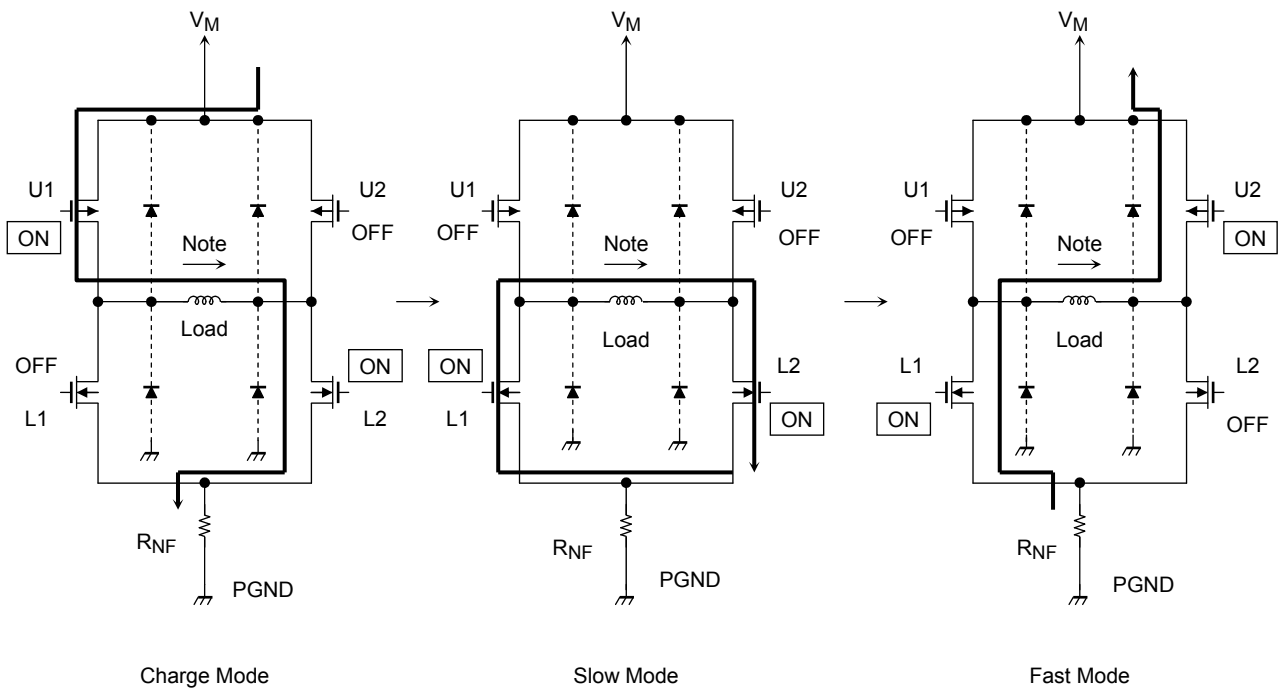 VM
U1
ON
U2
OFF
Note
Load
OFF
L1
ON
L2
RNF
PGND
Charge Mode
VM
U1
OFF
U2
OFF
Note
Load
ON
L1
L2
ON
RNF
PGND
Slow Mode
VM
U1
OFF
U2
ON
Note
Load
L1
ON
L2
OFF
RNF
PGND
Fast Mode